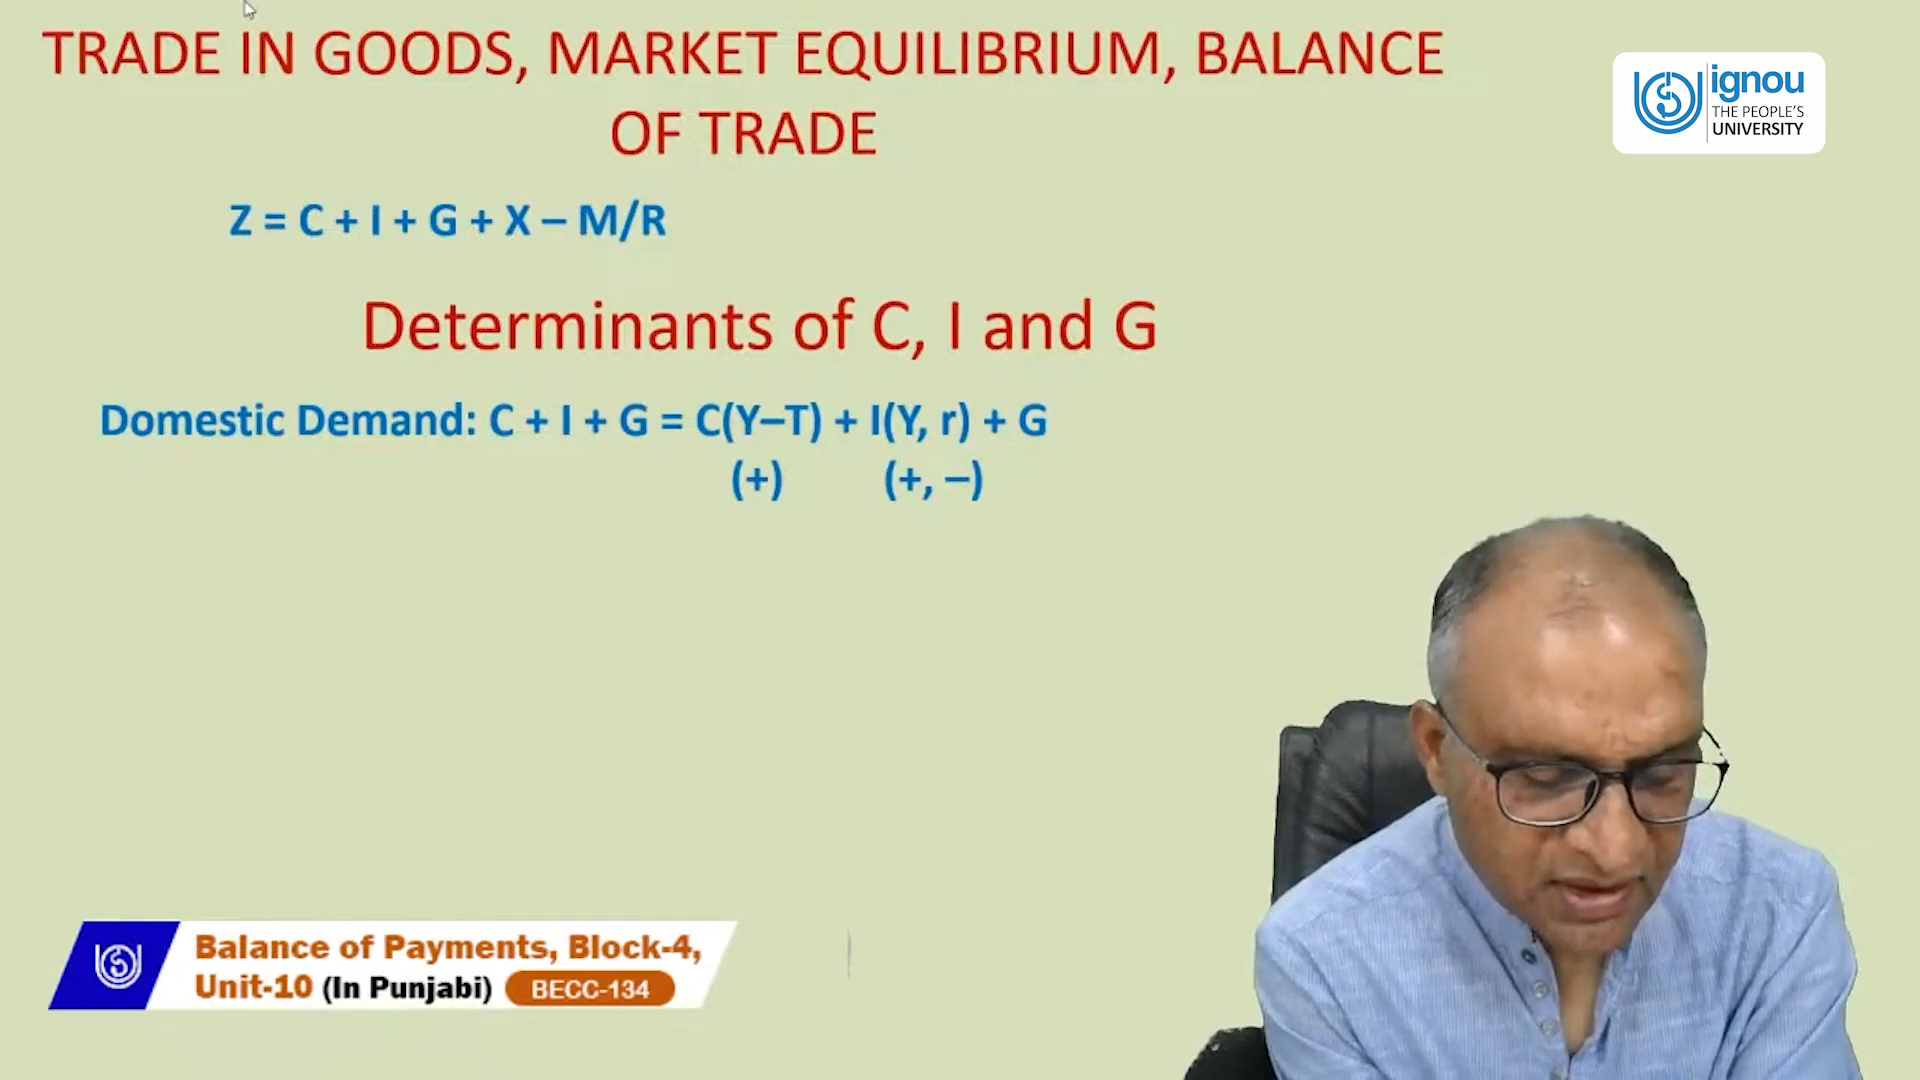 TRADE IN GOODS, MARKET EQUILIBRIUM, BALANCE
OF TRADE
ignou
THE PEOPLE'S
UNIVERSITY
Z = C + I + G + X – M/R
Determinants of C, I and G
Domestic Demand: C + I + G = C(Y–T) + I(Y, r) + G
(+) (+, –)
Balance of Payments, Block-4,
Unit-10 (In Punjabi) BECC-134